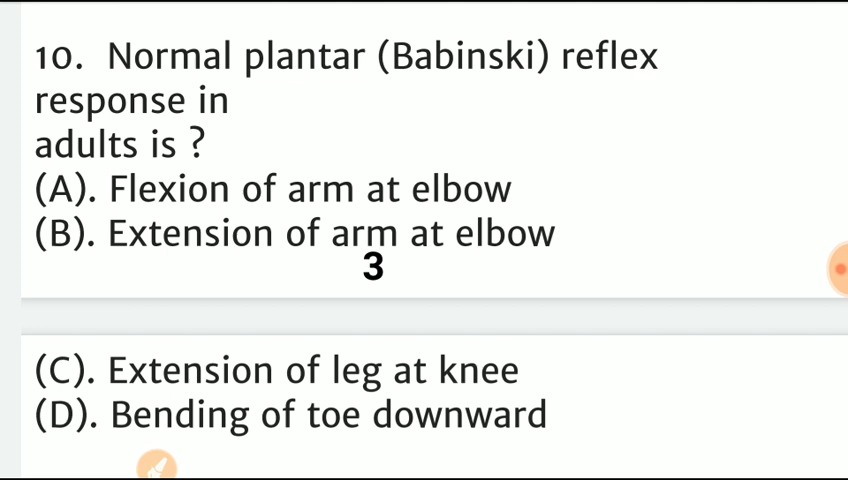 10. Normal plantar (Babinski) reflex
response in
adults is ?
(A). Flexion of arm at elbow
(B). Extension of arm at elbow
3
(C). Extension of leg at knee
(D). Bending of toe downward